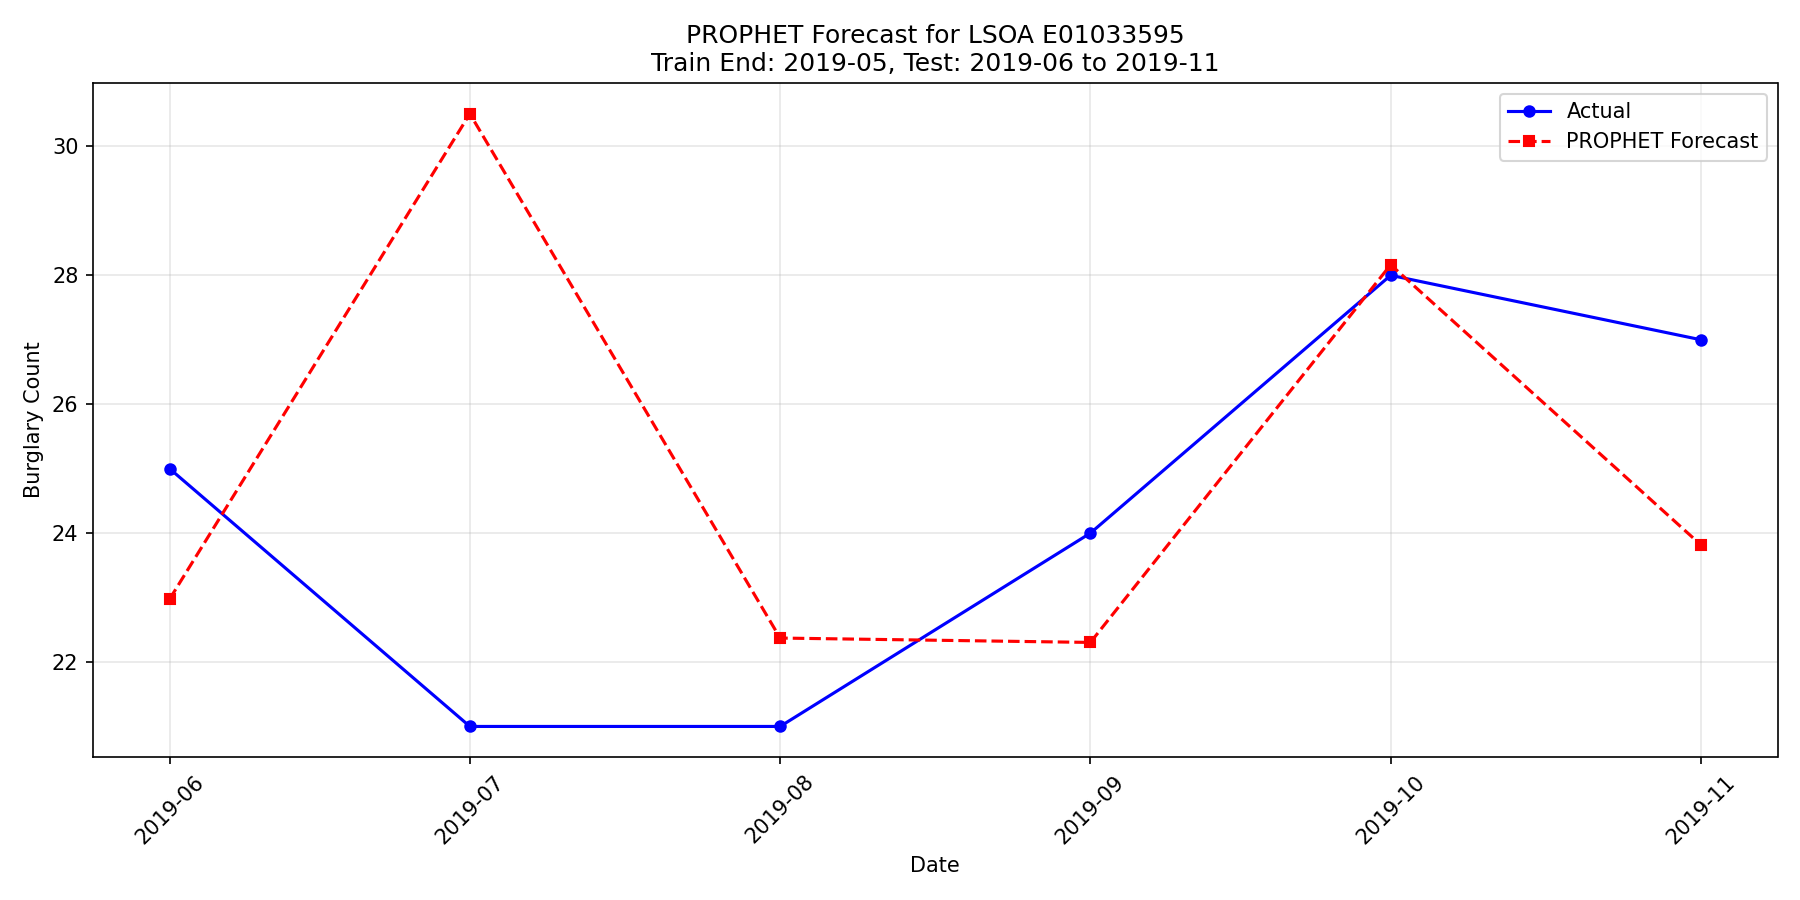 PROPHET Forecast for LSOA E01033595
Train End: 2019-05, Test: 2019-06 to 2019-11
Actual
PROPHET Forecast
Burglary Count
30
28
26
24
22
2019-06
2019-07
2019-08
2019-09
2019-10
2019-11
Date